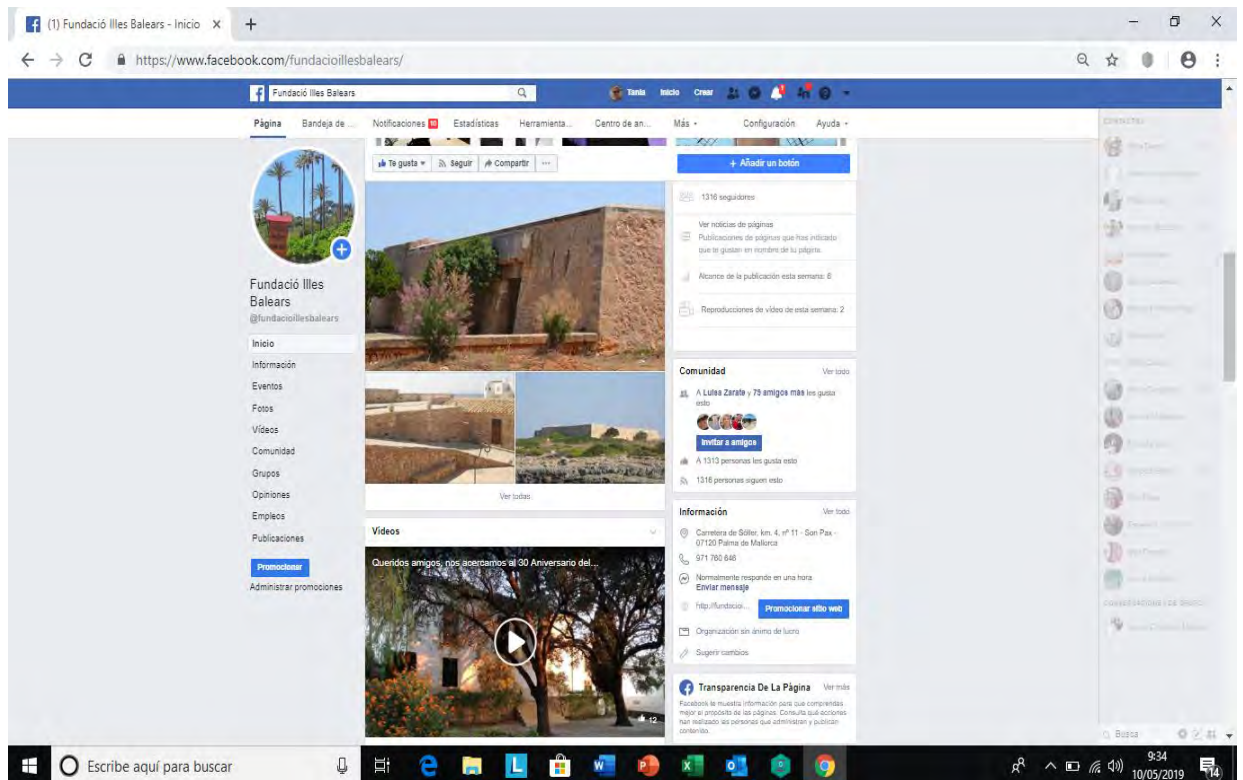 (1) Fundació Illes Balears - Inicio
https://www.facebook.com/fundacioillesbalears/
Fundació Illes Balears
Tania Inicio Crear
Página Bandeja de ... Notificaciones 10 Estadísticas Herramienta... Centro de an... Más Configuración Ayuda
Te gusta Seguir Compartir ...
+ Añadir un botón
Fundació Illes
Balears
@fundacioillesbalears
Inicio
Información
Eventos
Fotos
Vídeos
Comunidad
Grupos
Opiniones
Empleos
Publicaciones
Promocionar
Administrar promociones
Ver todas
Vídeos
Queridos amigos, nos acercamos al 30 Aniversario del...
12
1316 seguidores
Ver noticias de páginas
Publicaciones de páginas que has indicado
que te gustan en nombre de tu página.
Alcance de la publicación esta semana: 6
Reproducciones de vídeo de esta semana: 2
Comunidad Ver todo
A Luisa Zarate y 75 amigos más les gusta
esto
Invitar a amigos
A 1313 personas les gusta esto
1316 personas siguen esto
Información Ver todo
Carretera de Sóller, km. 4, nº 11 - Son Pax -
07120 Palma de Mallorca
971 760 646
Normalmente responde en una hora
Enviar mensaje
http://fundacioi... Promocionar sitio web
Organización sin ánimo de lucro
Sugerir cambios
Transparencia De La Página Ver más
Facebook te muestra información para que comprendas
mejor el propósito de las páginas. Consulta qué acciones
han realizado las personas que administran y publican
contenido.
CONTACTOS
CONVERSACIONES DE GRUPO
Busca
Escribe aquí para buscar
9:34
10/05/2019
14